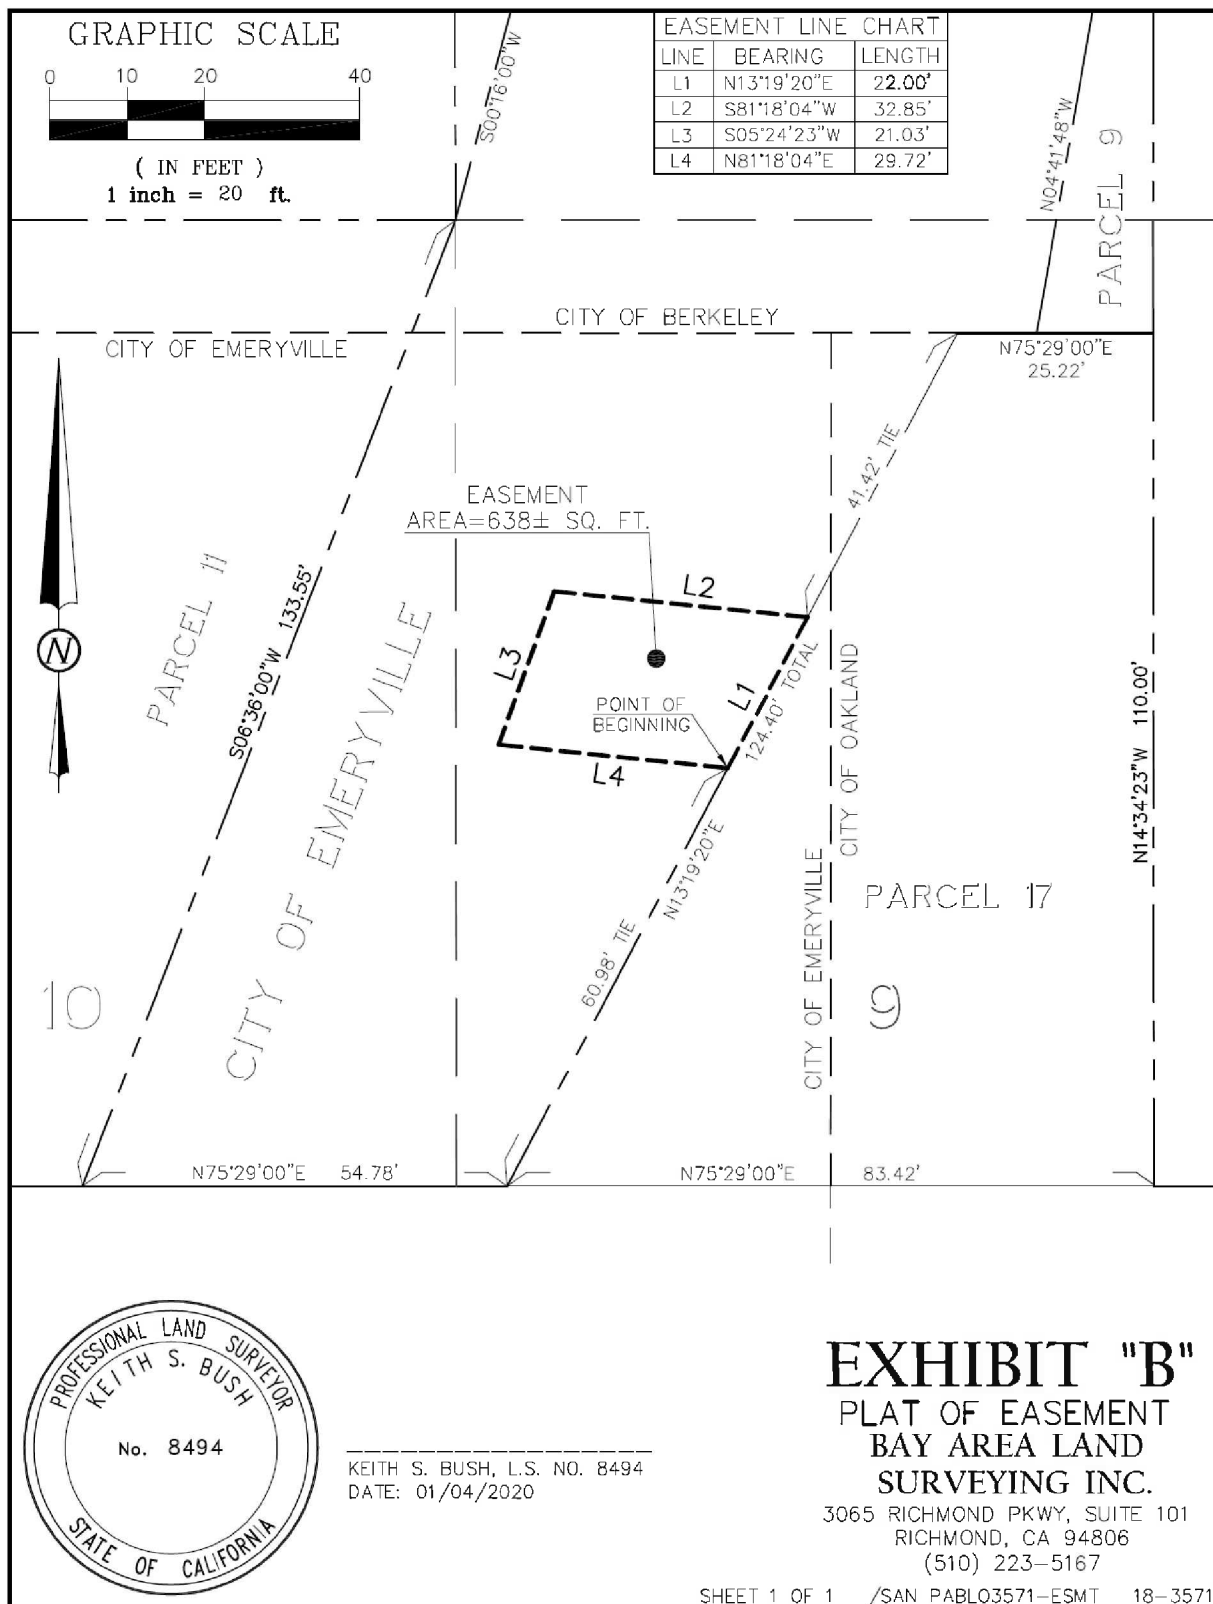 GRAPHIC SCALE
0 10 20 40
( IN FEET )
1 inch = 20 ft.
S00°16'00"W
EASEMENT LINE CHART
LINE BEARING LENGTH
L1 N13°19'20"E 22.00'
L2 S81°18'04"W 32.85'
L3 S05°24'23"W 21.03'
L4 N81°18'04"E 29.72'
N04°41'48"W
PARCEL 9
CITY OF BERKELEY
CITY OF EMERYVILLE
N75°29'00"E
25.22'
41.42' TIE
EASEMENT
AREA=638± SQ. FT.
PARCEL 11
S06°36'00"W 133.55'
CITY OF EMERYVILLE
N
L2
L3
L1
L4
POINT OF
BEGINNING
124.40' TOTAL
N13°19'20"E
60.98' TIE
CITY OF OAKLAND
CITY OF EMERYVILLE
N14°34'23"W 110.00'
PARCEL 17
10
9
N75°29'00"E 54.78'
N75°29'00"E 83.42'
PROFESSIONAL LAND SURVEYOR
KEITH S. BUSH
No. 8494
STATE OF CALIFORNIA
KEITH S. BUSH, L.S. NO. 8494
DATE: 01/04/2020
EXHIBIT "B"
PLAT OF EASEMENT
BAY AREA LAND
SURVEYING INC.
3065 RICHMOND PKWY, SUITE 101
RICHMOND, CA 94806
(510) 223-5167
SHEET 1 OF 1 /SAN PABLO3571-ESMT 18-3571